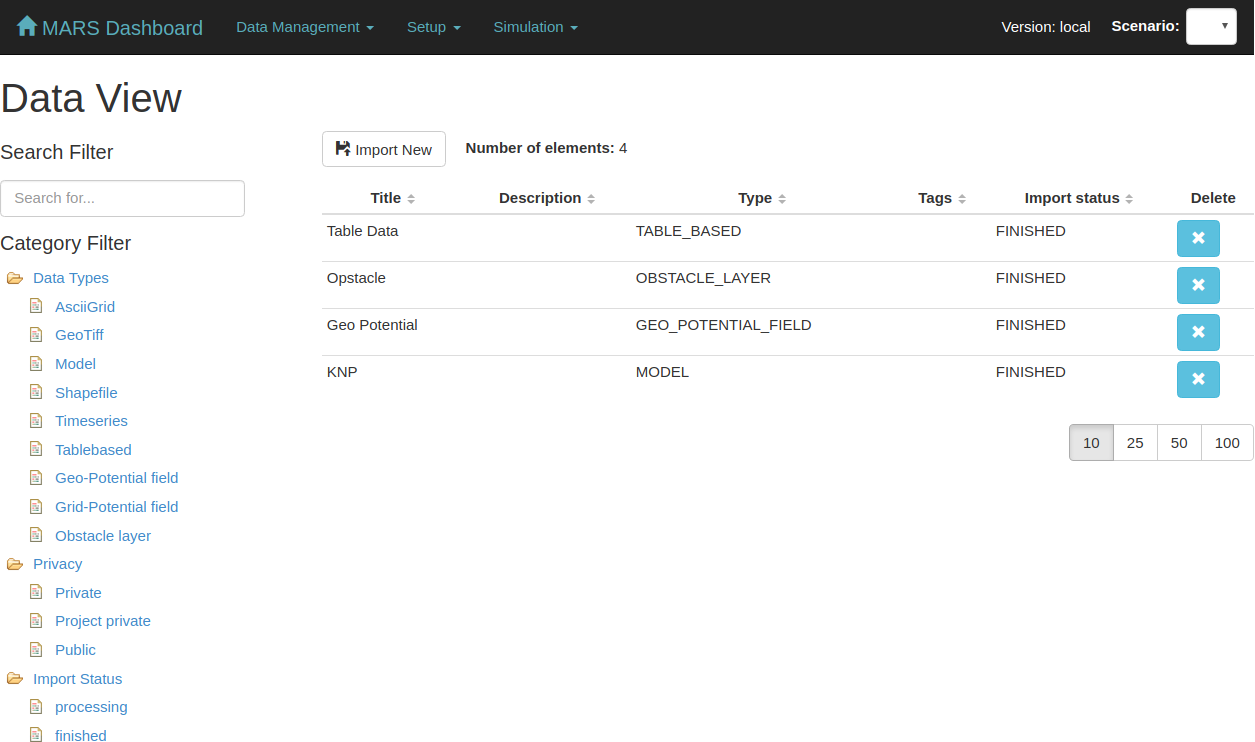 MARS Dashboard Data Management Setup Simulation Version: local Scenario:
Data View
Search Filter
Search for...
Category Filter
Data Types
AsciiGrid
GeoTiff
Model
Shapefile
Timeseries
Tablebased
Geo-Potential field
Grid-Potential field
Obstacle layer
Privacy
Private
Project private
Public
Import Status
processing
finished
Import New Number of elements: 4
Title Description Type Tags Import status Delete
Table Data TABLE_BASED FINISHED
Opstacle OBSTACLE_LAYER FINISHED
Geo Potential GEO_POTENTIAL_FIELD FINISHED
KNP MODEL FINISHED
10 25 50 100